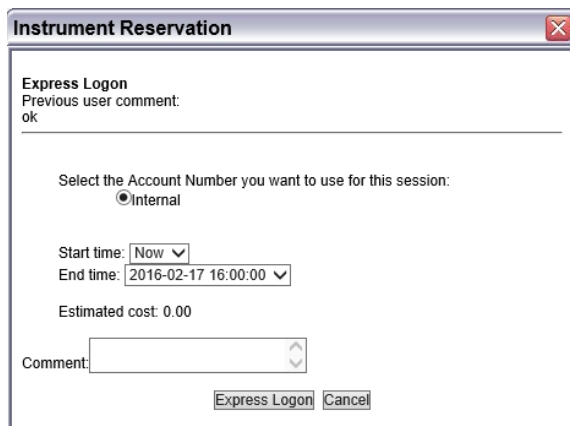 Instrument Reservation
Express Logon
Previous user comment:
ok
Select the Account Number you want to use for this session:
Internal
Start time: Now
End time: 2016-02-17 16:00:00
Estimated cost: 0.00
Comment:
Express Logon Cancel